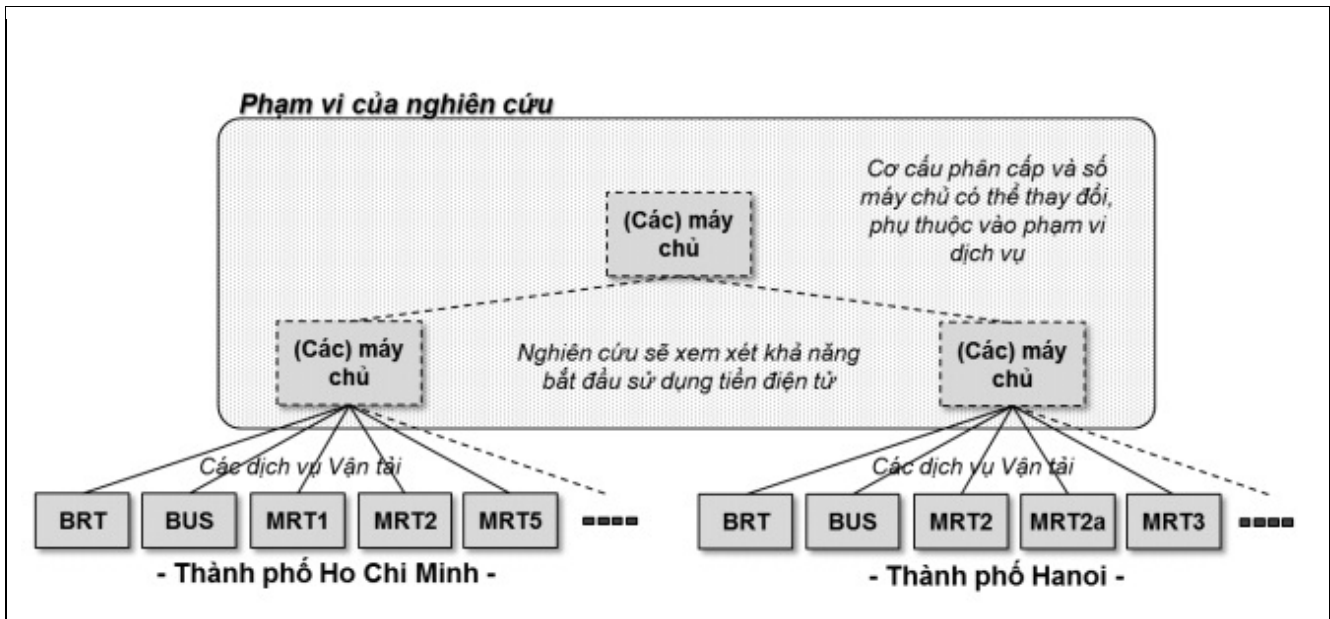 Phạm vi của nghiên cứu
Cơ cấu phân cấp và số
máy chủ có thể thay đổi,
phụ thuộc vào phạm vi
dịch vụ
(Các) máy
chủ
(Các) máy
chủ
Nghiên cứu sẽ xem xét khả năng
bắt đầu sử dụng tiền điện tử
(Các) máy
chủ
Các dịch vụ Vận tải
Các dịch vụ Vận tải
BRT BUS MRT1 MRT2 MRT5
BRT BUS MRT2 MRT2a MRT3
- Thành phố Ho Chi Minh -
- Thành phố Hanoi -